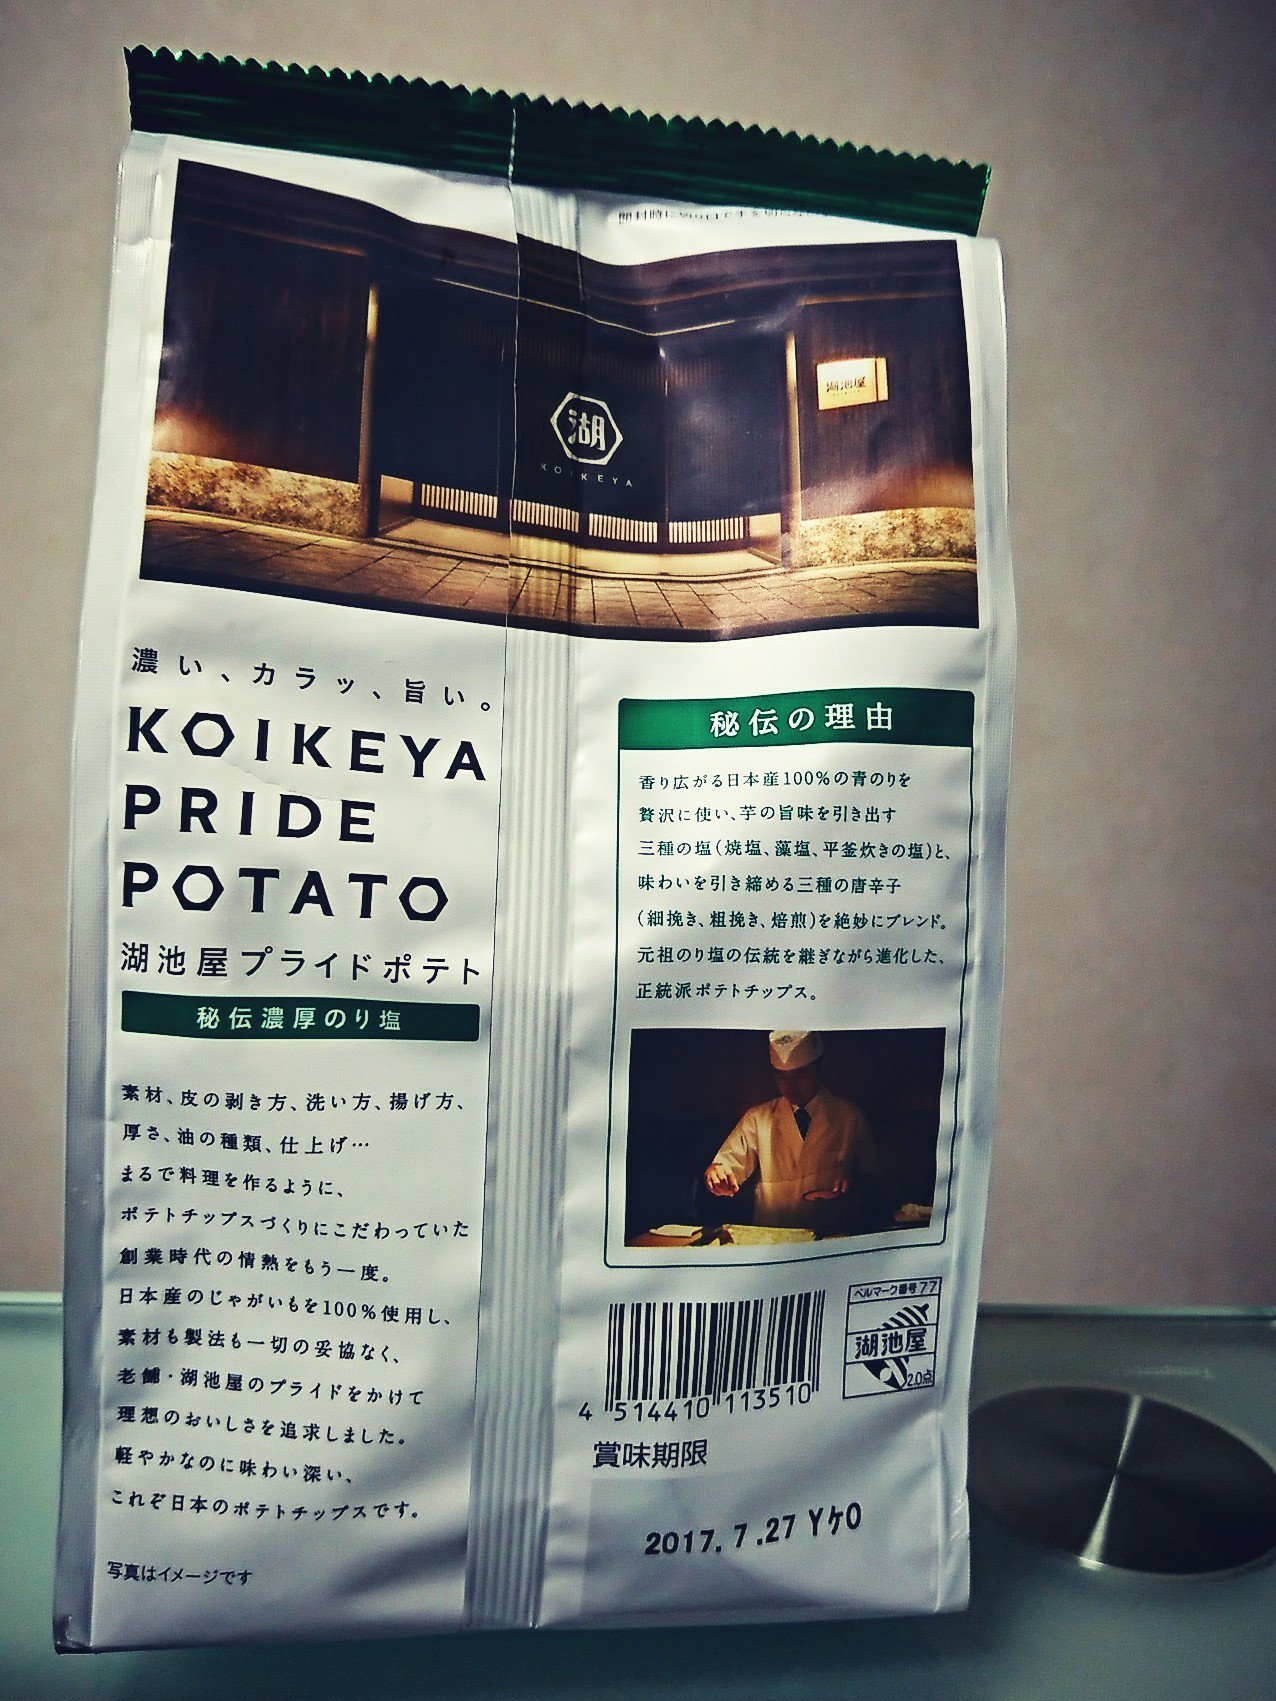 湖池屋
湖
KOIKEYA
濃い、カラッ、旨い。
KOIKEYA
PRIDE
POTATO
湖池屋プライドポテト
秘伝濃厚のり塩
素材、皮の剥き方、洗い方、揚げ方、
厚さ、油の種類、仕上げ…
まるで料理を作るように、
ポテトチップスづくりにこだわっていた
創業時代の情熱をもう一度。
日本産のじゃがいもを100%使用し、
素材も製法も一切の妥協なく、
老舗・湖池屋のプライドをかけて
理想のおいしさを追求しました。
軽やかなのに味わい深い、
これぞ日本のポテトチップスです。
写真はイメージです
秘伝の理由
香り広がる日本産100%の青のりを
贅沢に使い、芋の旨味を引き出す
三種の塩(焼塩、藻塩、平釜炊きの塩)と、
味わいを引き締める三種の唐辛子
(細挽き、粗挽き、焙煎)を絶妙にブレンド。
元祖のり塩の伝統を継ぎながら進化した、
正統派ポテトチップス。
ベルマーク番号77
湖池屋
2.0点
4 514410 113510
賞味期限
2017.7.27 Yケ0